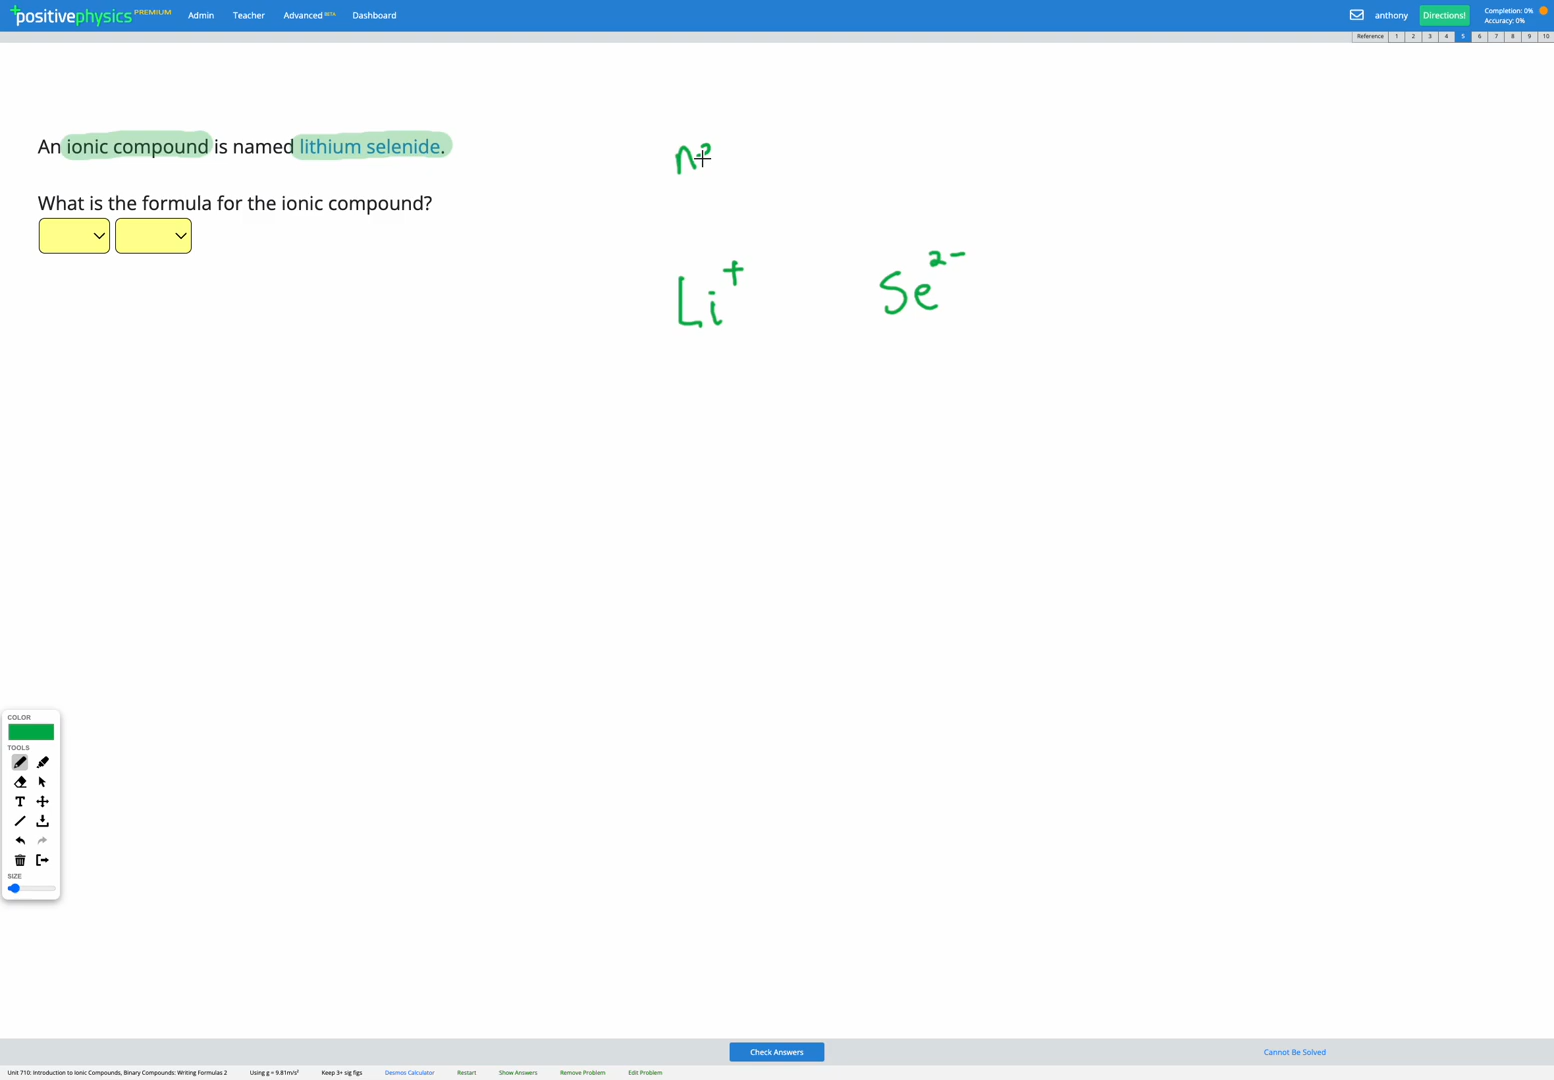 positivephysics PREMIUM Admin Teacher Advanced BETA Dashboard anthony Directions! Completion: 0%
Accuracy: 0%
Reference 1 2 3 4 5 6 7 8 9 10
An ionic compound is named lithium selenide.
What is the formula for the ionic compound?
Li+ Se2-
COLOR
TOOLS
T
SIZE
Check Answers Cannot Be Solved
Unit 710: Introduction to Ionic Compounds, Binary Compounds: Writing Formulas 2 Using g = 9.81m/s² Keep 3+ sig figs Desmos Calculator Restart Show Answers Remove Problem Edit Problem